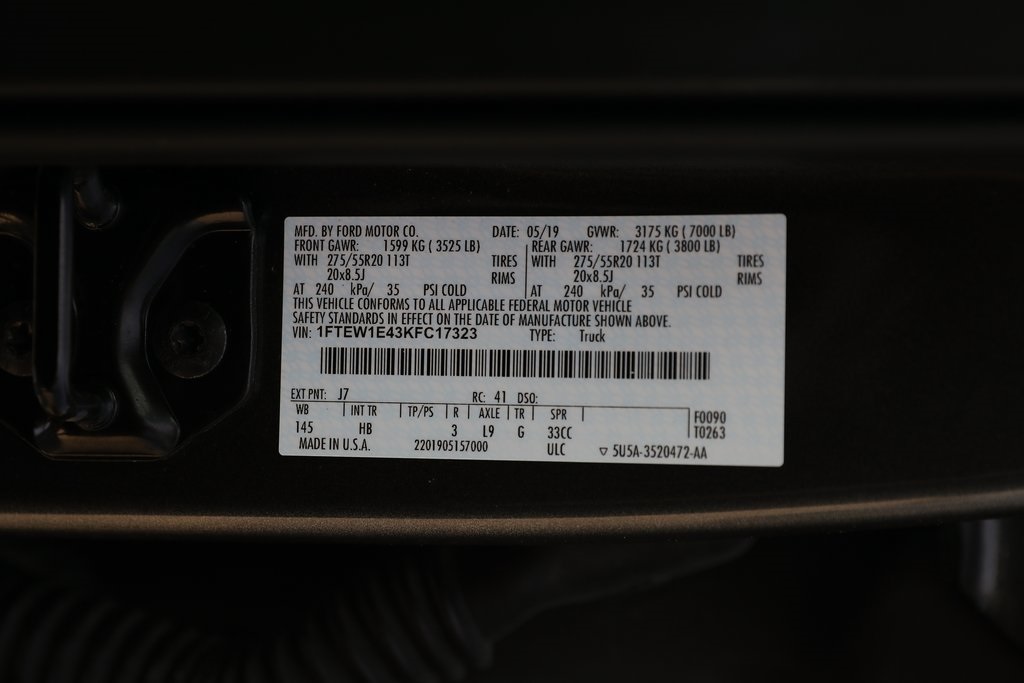 MFD. BY FORD MOTOR CO. DATE: 05/19 GVWR: 3175 KG ( 7000 LB)
FRONT GAWR: 1599 KG ( 3525 LB) REAR GAWR: 1724 KG ( 3800 LB)
WITH 275/55R20 113T TIRES WITH 275/55R20 113T TIRES
20x8.5J RIMS 20x8.5J RIMS
AT 240 kPa/ 35 PSI COLD AT 240 kPa/ 35 PSI COLD
THIS VEHICLE CONFORMS TO ALL APPLICABLE FEDERAL MOTOR VEHICLE
SAFETY STANDARDS IN EFFECT ON THE DATE OF MANUFACTURE SHOWN ABOVE.
VIN: 1FTEW1E43KFC17323 TYPE: Truck
EXT PNT: J7 RC: 41 DSO:
WB INT TR TP/PS R AXLE TR SPR F0090
145 HB 3 L9 G 33CC T0263
MADE IN U.S.A. 2201905157000 ULC ▽ 5U5A-3520472-AA